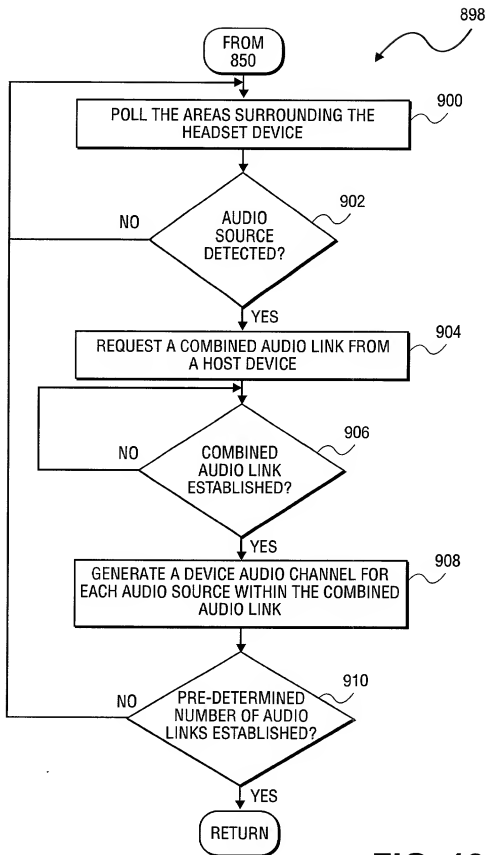 898
FROM
850
900
POLL THE AREAS SURROUNDING THE
HEADSET DEVICE
902
NO
AUDIO
SOURCE
DETECTED?
YES
904
REQUEST A COMBINED AUDIO LINK FROM
A HOST DEVICE
906
NO
COMBINED
AUDIO LINK
ESTABLISHED?
YES
908
GENERATE A DEVICE AUDIO CHANNEL FOR
EACH AUDIO SOURCE WITHIN THE COMBINED
AUDIO LINK
910
NO
PRE-DETERMINED
NUMBER OF AUDIO
LINKS ESTABLISHED?
YES
RETURN